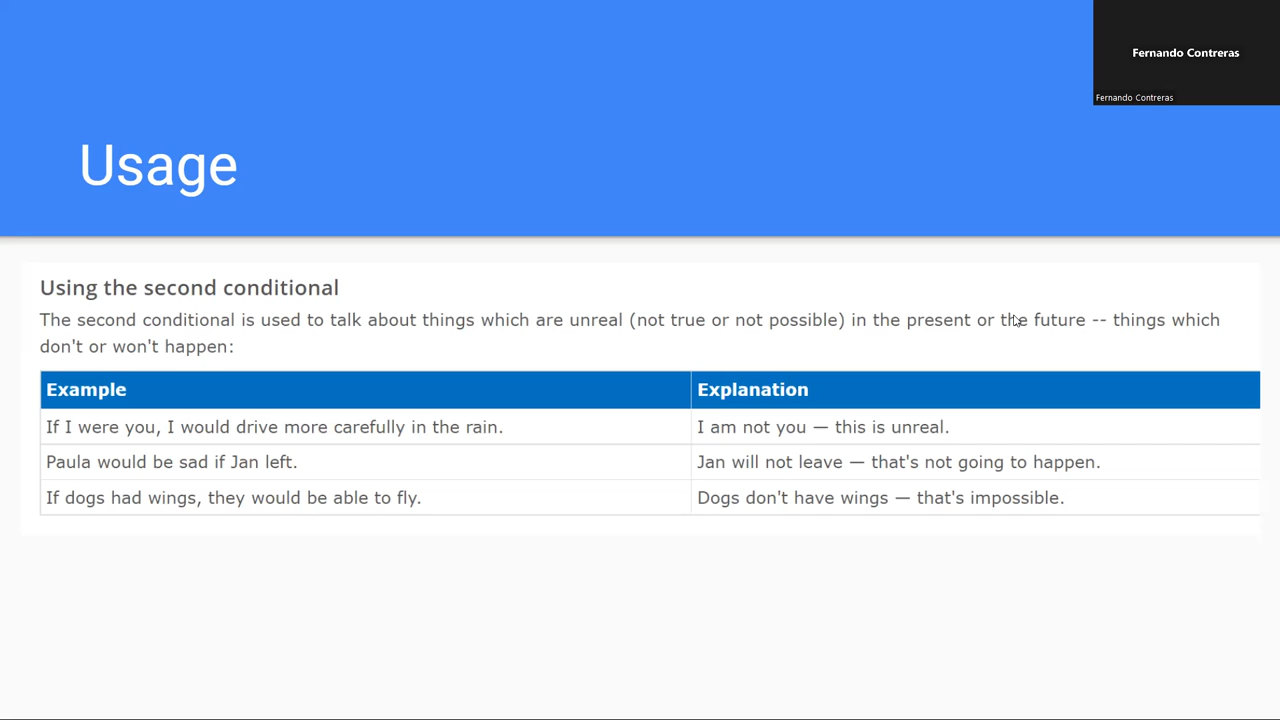 Fernando Contreras
Fernando Contreras
Usage
Using the second conditional
The second conditional is used to talk about things which are unreal (not true or not possible) in the present or the future -- things which
don't or won't happen:
Example Explanation
If I were you, I would drive more carefully in the rain. I am not you — this is unreal.
Paula would be sad if Jan left. Jan will not leave — that's not going to happen.
If dogs had wings, they would be able to fly. Dogs don't have wings — that's impossible.